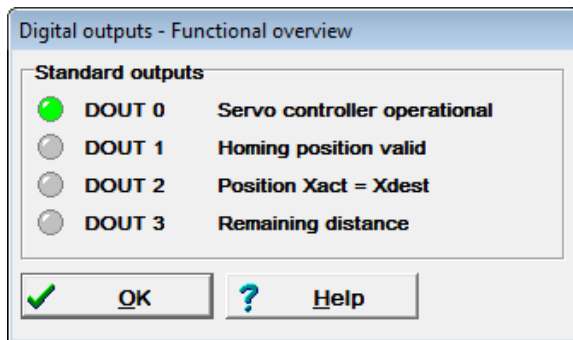 Digital outputs - Functional overview
Standard outputs
DOUT 0 Servo controller operational
DOUT 1 Homing position valid
DOUT 2 Position Xact = Xdest
DOUT 3 Remaining distance
OK ? Help